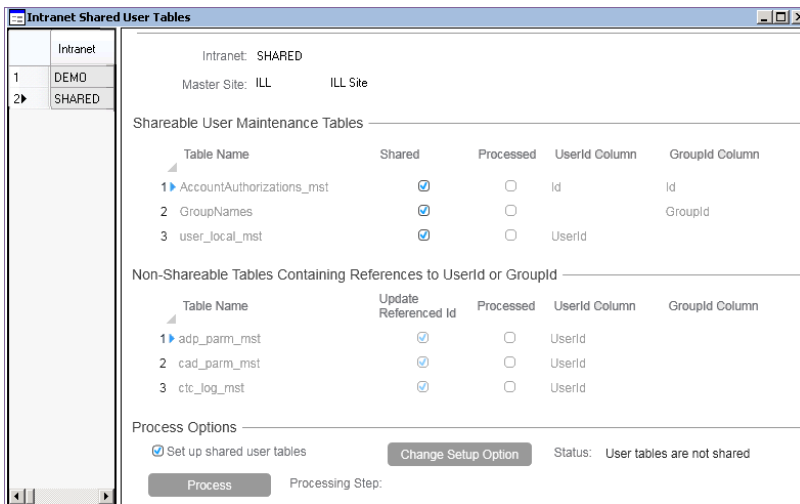 Intranet Shared User Tables
Intranet
1 DEMO
2 SHARED
Intranet: SHARED
Master Site: ILL ILL Site
Shareable User Maintenance Tables
Table Name Shared Processed UserId Column GroupId Column
1 AccountAuthorizations_mst Id Id
2 GroupNames GroupId
3 user_local_mst UserId
Non-Shareable Tables Containing References to UserId or GroupId
Table Name Update Referenced Id Processed UserId Column GroupId Column
1 adp_parm_mst UserId
2 cad_parm_mst UserId
3 ctc_log_mst UserId
Process Options
Set up shared user tables Change Setup Option Status: User tables are not shared
Process Processing Step: